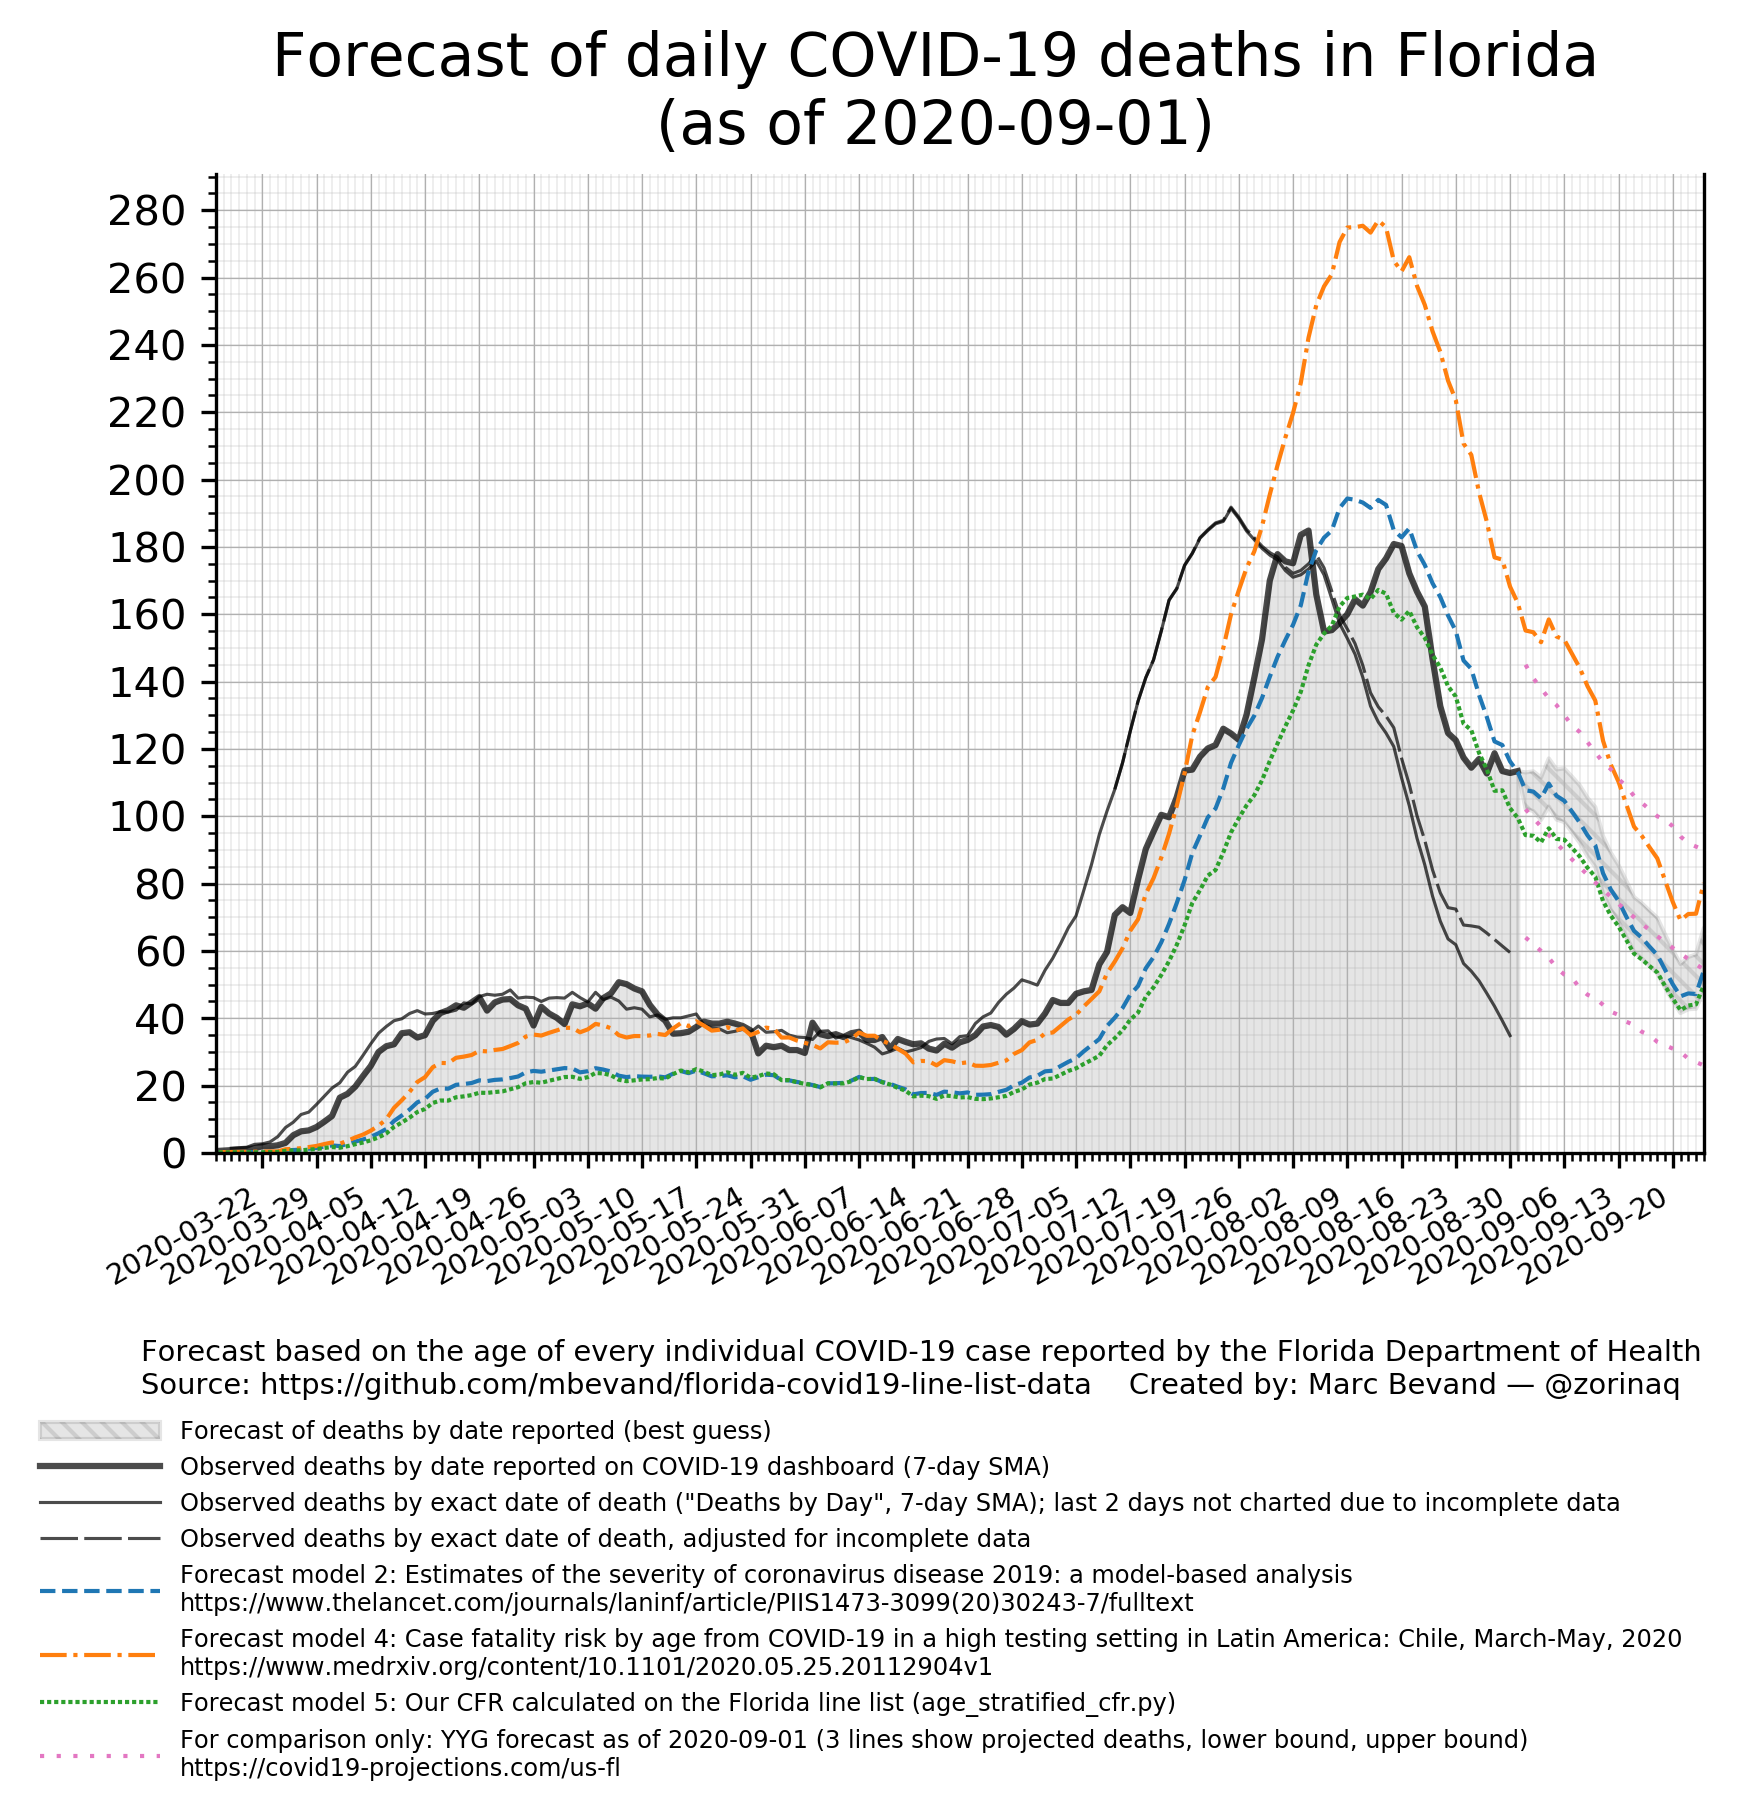 Forecast of daily COVID-19 deaths in Florida
(as of 2020-09-01)
280
260
240
220
200
180
160
140
120
100
80
60
40
20
0
2020-03-22
2020-03-29
2020-04-05
2020-04-12
2020-04-19
2020-04-26
2020-05-03
2020-05-10
2020-05-17
2020-05-24
2020-05-31
2020-06-07
2020-06-14
2020-06-21
2020-06-28
2020-07-05
2020-07-12
2020-07-19
2020-07-26
2020-08-02
2020-08-09
2020-08-16
2020-08-23
2020-08-30
2020-09-06
2020-09-13
2020-09-20
Forecast based on the age of every individual COVID-19 case reported by the Florida Department of Health
Source: https://github.com/mbevand/florida-covid19-line-list-data    Created by: Marc Bevand — @zorinaq
Forecast of deaths by date reported (best guess)
Observed deaths by date reported on COVID-19 dashboard (7-day SMA)
Observed deaths by exact date of death ("Deaths by Day", 7-day SMA); last 2 days not charted due to incomplete data
Observed deaths by exact date of death, adjusted for incomplete data
Forecast model 2: Estimates of the severity of coronavirus disease 2019: a model-based analysis
https://www.thelancet.com/journals/laninf/article/PIIS1473-3099(20)30243-7/fulltext
Forecast model 4: Case fatality risk by age from COVID-19 in a high testing setting in Latin America: Chile, March-May, 2020
https://www.medrxiv.org/content/10.1101/2020.05.25.20112904v1
Forecast model 5: Our CFR calculated on the Florida line list (age_stratified_cfr.py)
For comparison only: YYG forecast as of 2020-09-01 (3 lines show projected deaths, lower bound, upper bound)
https://covid19-projections.com/us-fl